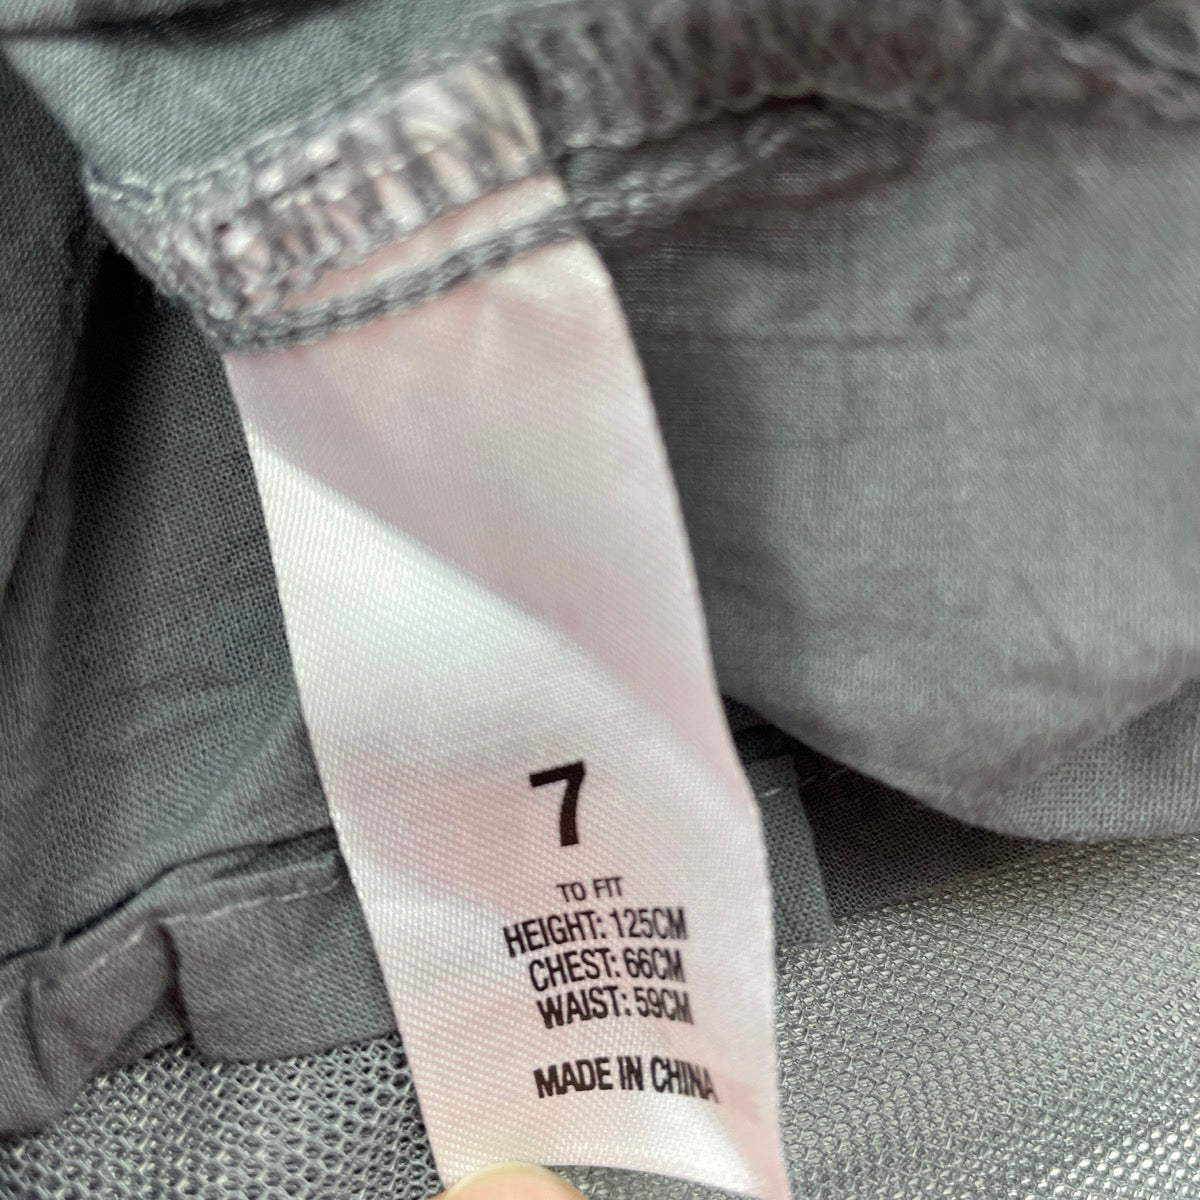 7
TO FIT
HEIGHT: 125CM
CHEST: 66CM
WAIST: 59CM
MADE IN CHINA